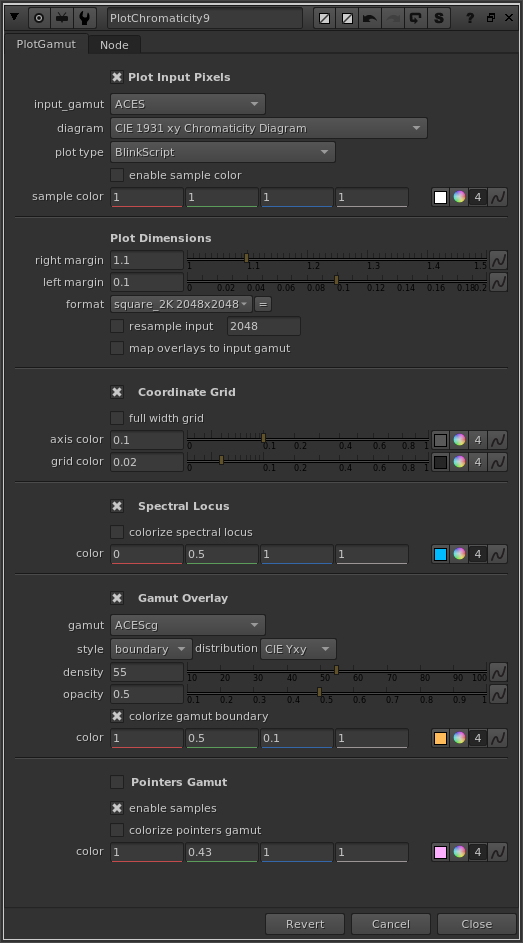 PlotChromaticity9
S ? ×
PlotGamut Node
Plot Input Pixels
input_gamut ACES
diagram CIE 1931 xy Chromaticity Diagram
plot type BlinkScript
enable sample color
sample color 1 1 1 1 4
Plot Dimensions
right margin 1.1 1 1.1 1.2 1.3 1.4 1.5
left margin 0.1 0 0.02 0.04 0.06 0.08 0.1 0.12 0.14 0.16 0.18 0.2
format square_2K 2048x2048 =
resample input 2048
map overlays to input gamut
Coordinate Grid
full width grid
axis color 0.1 0 0.1 0.2 0.4 0.6 0.8 1 4
grid color 0.02 0 0.1 0.2 0.4 0.6 0.8 1 4
Spectral Locus
colorize spectral locus
color 0 0.5 1 1 4
Gamut Overlay
gamut ACEScg
style boundary distribution CIE Yxy
density 55 10 20 30 40 50 60 70 80 90 100
opacity 0.5 0.1 0.2 0.3 0.4 0.5 0.6 0.7 0.8 0.9 1
colorize gamut boundary
color 1 0.5 0.1 1 4
Pointers Gamut
enable samples
colorize pointers gamut
color 1 0.43 1 1 4
Revert Cancel Close